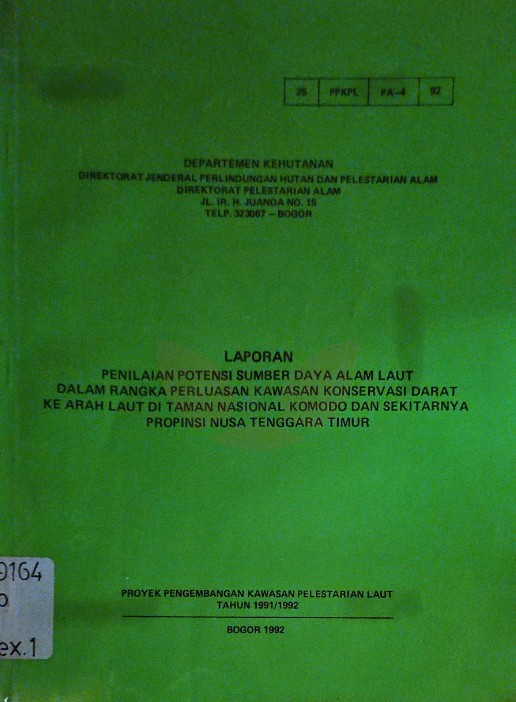 25 PPKPL PA-4 92
DEPARTEMEN KEHUTANAN
DIREKTORAT JENDERAL PERLINDUNGAN HUTAN DAN PELESTARIAN ALAM
DIREKTORAT PELESTARIAN ALAM
JL. IR. H. JUANDA NO. 15
TELP. 323067 – BOGOR
LAPORAN
PENILAIAN POTENSI SUMBER DAYA ALAM LAUT
DALAM RANGKA PERLUASAN KAWASAN KONSERVASI DARAT
KE ARAH LAUT DI TAMAN NASIONAL KOMODO DAN SEKITARNYA
PROPINSI NUSA TENGGARA TIMUR
0164
o
ex.1
PROYEK PENGEMBANGAN KAWASAN PELESTARIAN LAUT
TAHUN 1991/1992
BOGOR 1992